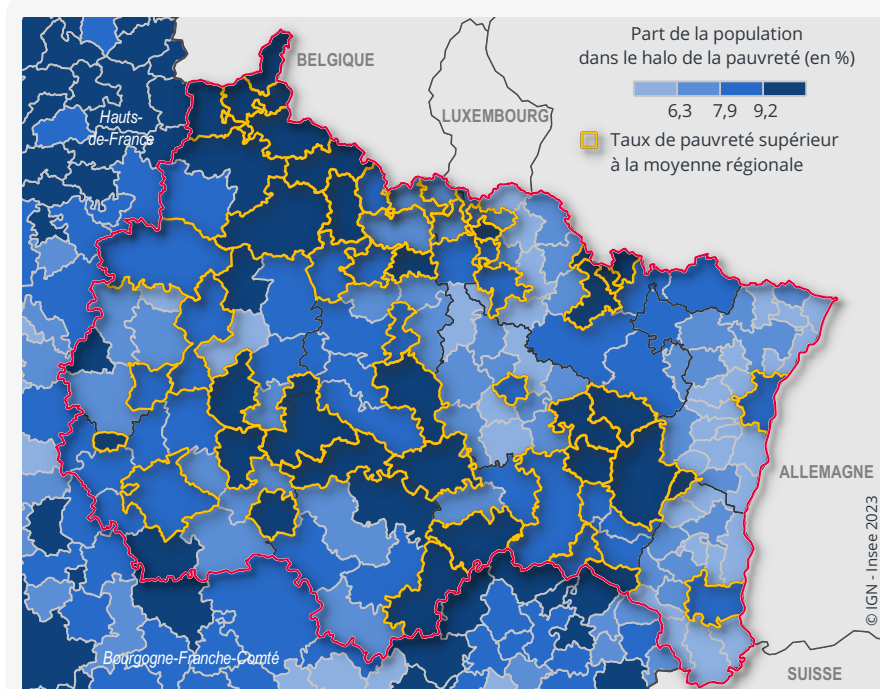 Part de la population
dans le halo de la pauvreté (en %)
6,3 7,9 9,2
Taux de pauvreté supérieur
à la moyenne régionale
BELGIQUE
LUXEMBOURG
Hauts-
de-France
ALLEMAGNE
Bourgogne-Franche-Comté
SUISSE
© IGN - Insee 2023